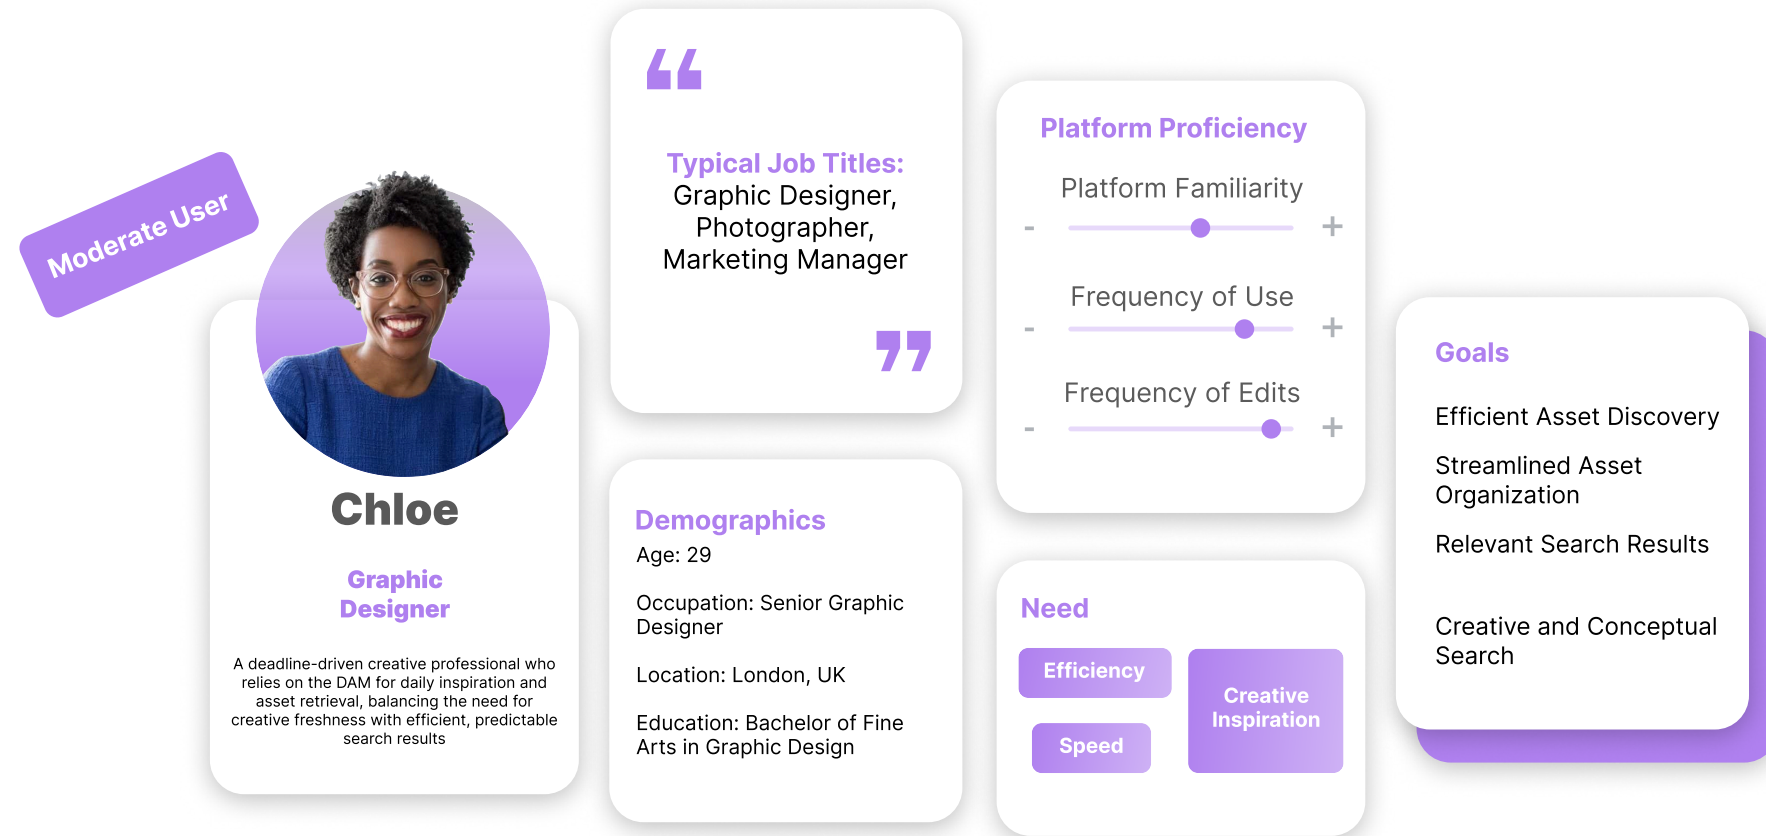 Moderate User
Chloe
Graphic
Designer
A deadline-driven creative professional who
relies on the DAM for daily inspiration and
asset retrieval, balancing the need for
creative freshness with efficient, predictable
search results
“
Typical Job Titles:
Graphic Designer,
Photographer,
Marketing Manager
”
Demographics
Age: 29
Occupation: Senior Graphic
Designer
Location: London, UK
Education: Bachelor of Fine
Arts in Graphic Design
Platform Proficiency
Platform Familiarity
- +
Frequency of Use
- +
Frequency of Edits
- +
Need
Efficiency
Speed
Creative
Inspiration
Goals
Efficient Asset Discovery
Streamlined Asset
Organization
Relevant Search Results
Creative and Conceptual
Search